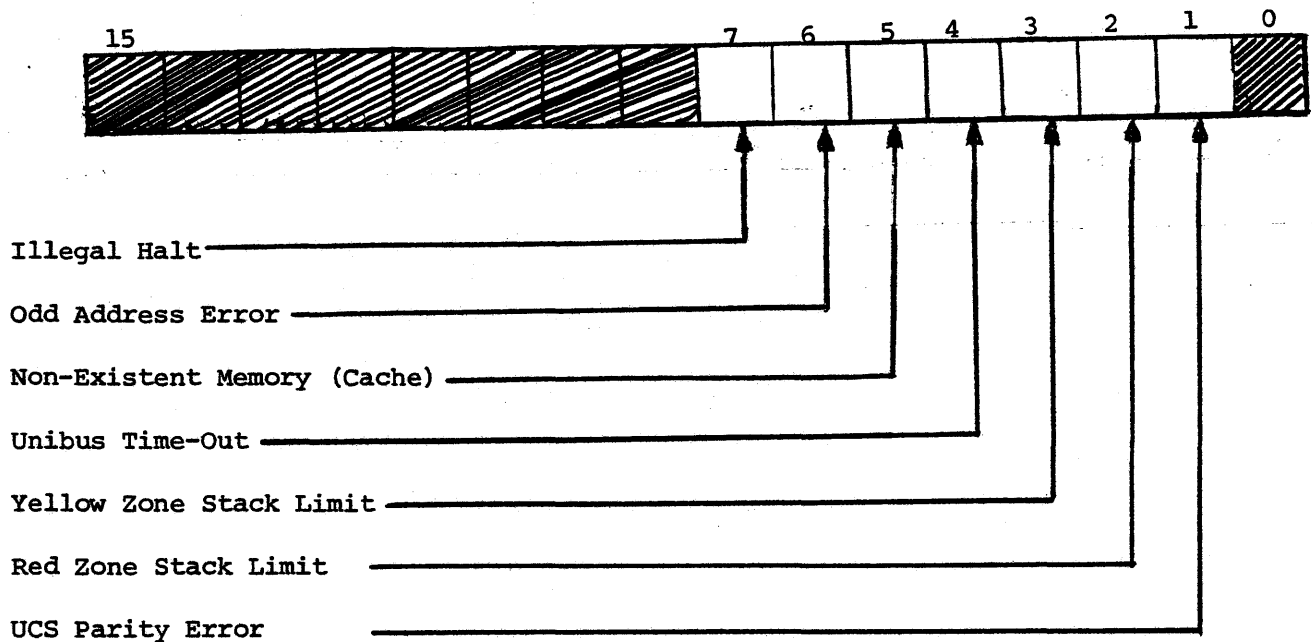 15 7 6 5 4 3 2 1 0
Illegal Halt
Odd Address Error
Non-Existent Memory (Cache)
Unibus Time-Out
Yellow Zone Stack Limit
Red Zone Stack Limit
UCS Parity Error